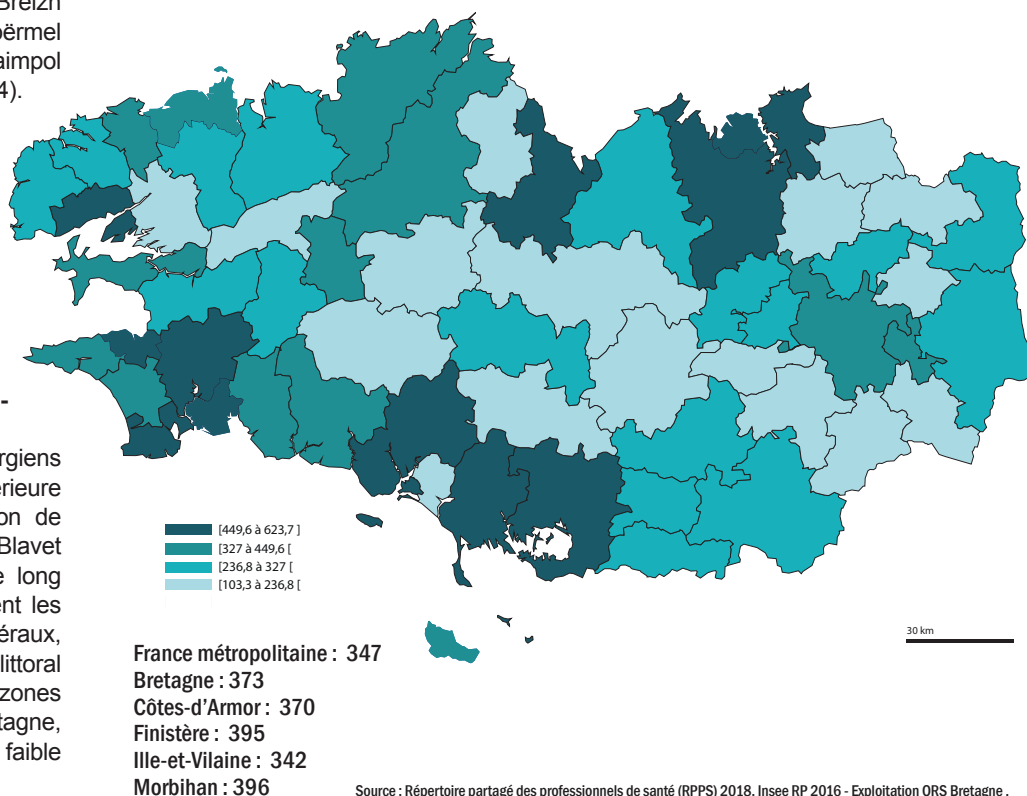 Breizh
oërmel
aimpol
4).
-
rgiens
érieure
on de
Blavet
e long
ent les
éraux,
littoral
zones
tagne,
faible
[449,6 à 623,7 ]
[327 à 449,6 [
[236,8 à 327 [
[103,3 à 236,8 [
30 km
France métropolitaine : 347
Bretagne : 373
Côtes-d'Armor : 370
Finistère : 395
Ille-et-Vilaine : 342
Morbihan : 396
Source : Répertoire partagé des professionnels de santé (RPPS) 2018, Insee RP 2016 - Exploitation ORS Bretagne .